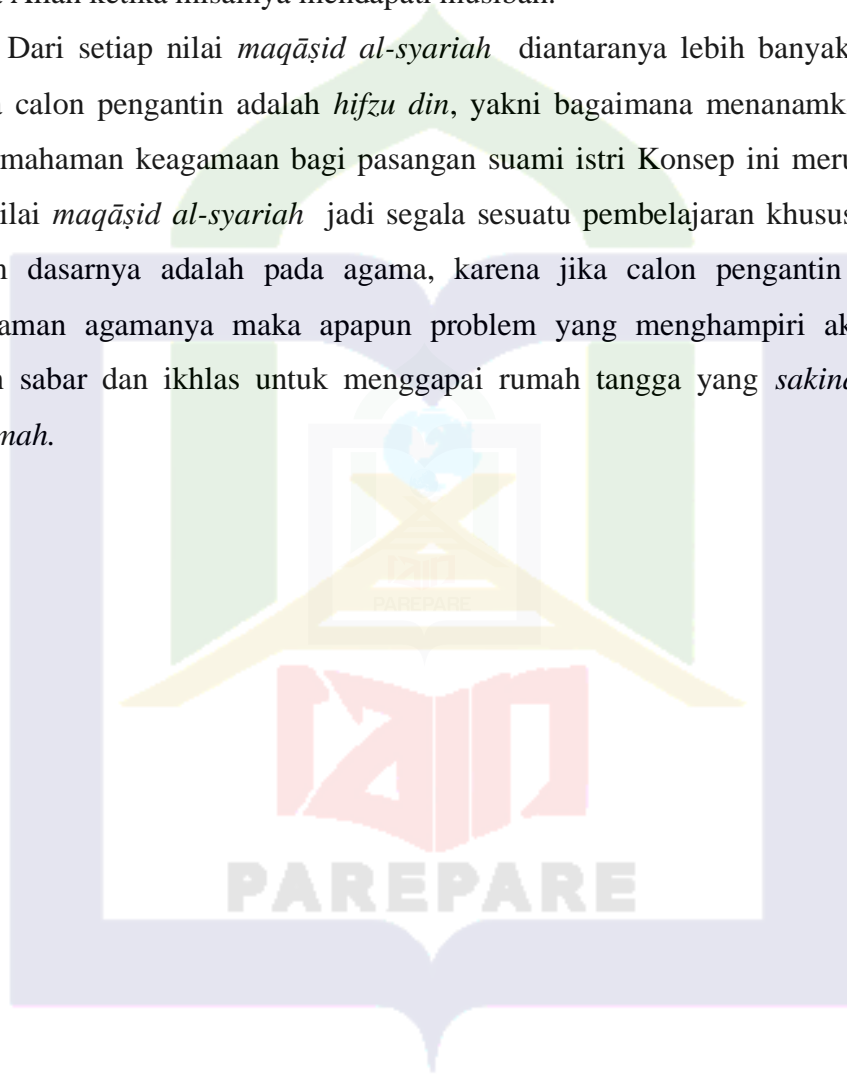 Allah ketika misalnya mendapati musibah.
Dari setiap nilai maqāṣid al-syariah diantaranya lebih banyak
calon pengantin adalah hifzu din, yakni bagaimana menanamk
mahaman keagamaan bagi pasangan suami istri Konsep ini meru
ilai maqāṣid al-syariah jadi segala sesuatu pembelajaran khusus
dasarnya adalah pada agama, karena jika calon pengantin
aman agamanya maka apapun problem yang menghampiri ak
sabar dan ikhlas untuk menggapai rumah tangga yang sakina
mah.
IAIN
PAREPARE
IAIN
PAREPARE